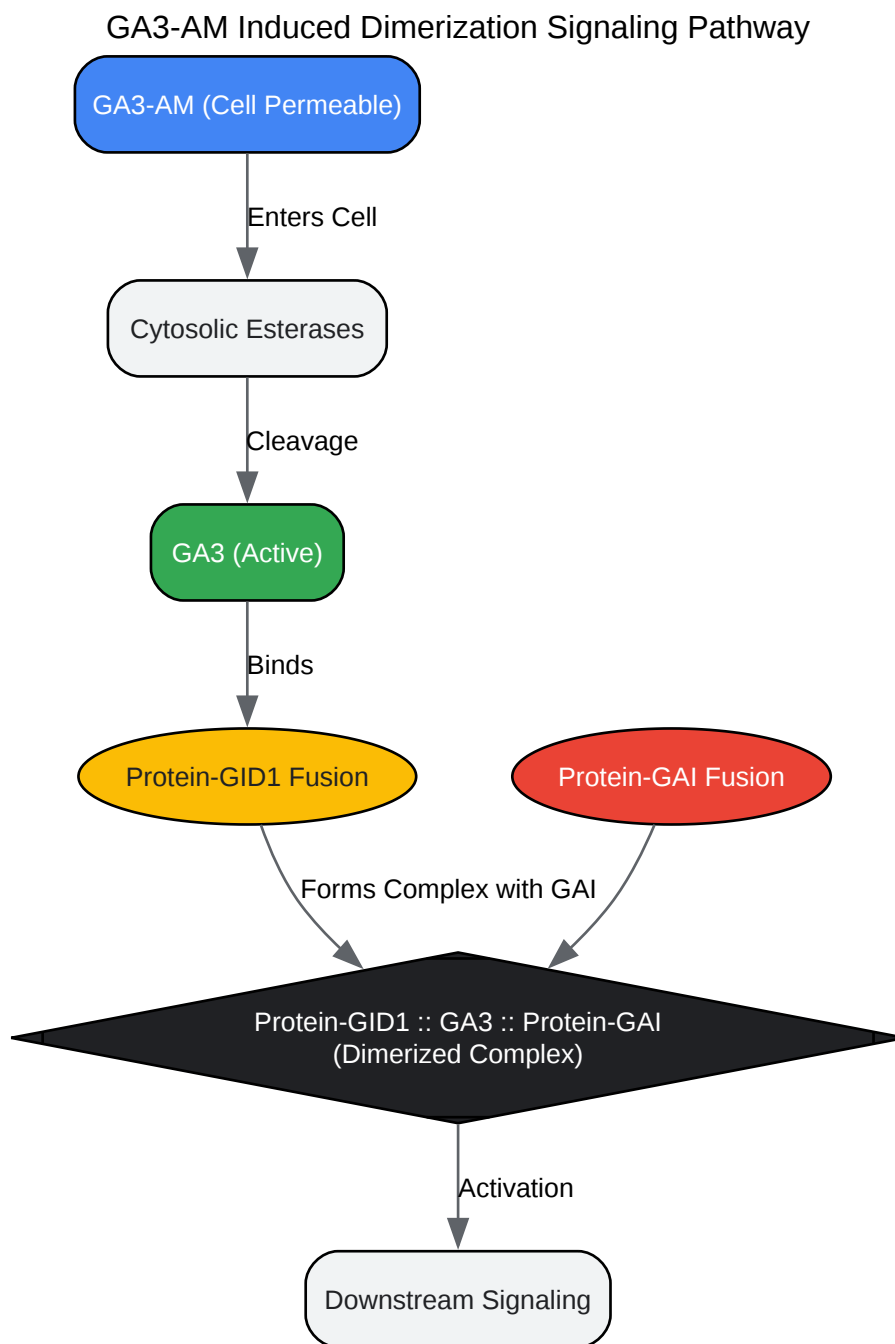 GA3-AM Induced Dimerization Signaling Pathway
GA3-AM (Cell Permeable)
Enters Cell
Cytosolic Esterases
Cleavage
GA3 (Active)
Binds
Protein-GID1 Fusion
Protein-GAI Fusion
Forms Complex with GAI
Protein-GID1 :: GA3 :: Protein-GAI
(Dimerized Complex)
Activation
Downstream Signaling